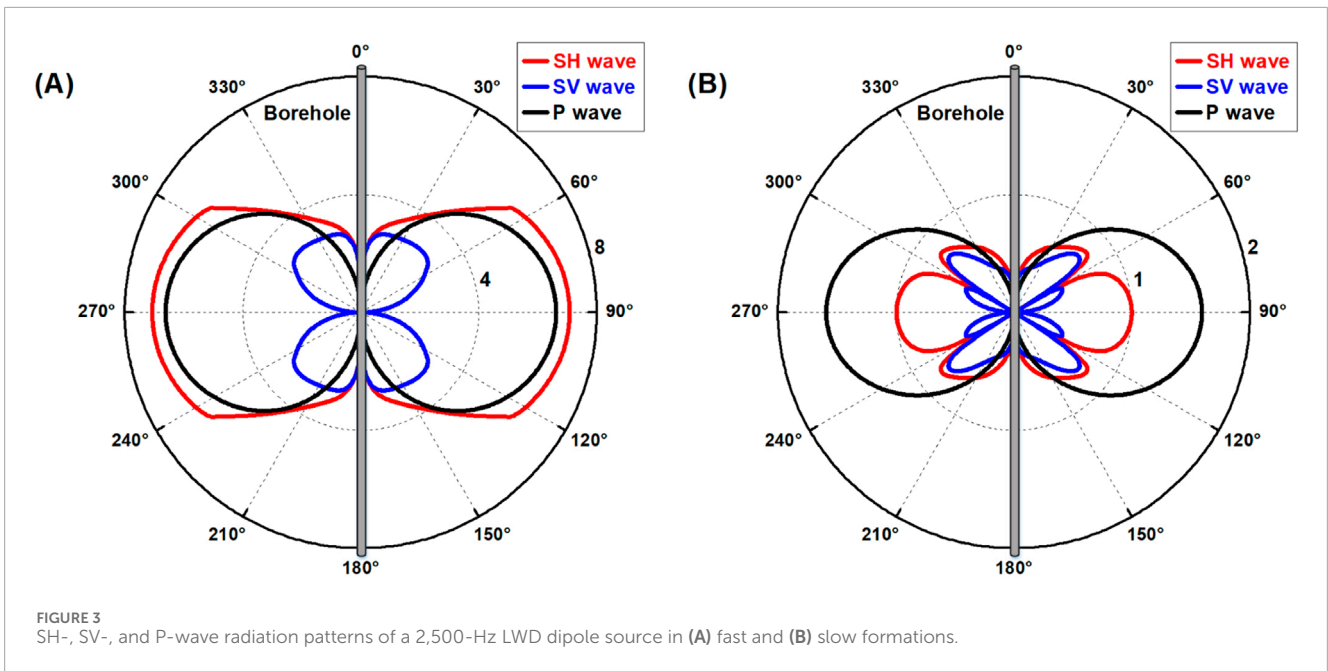 (A)
0°
SH wave
SV wave
P wave
330°
Borehole
30°
300°
60°
8
4
270°
90°
240°
120°
210°
150°
180°
(B)
0°
SH wave
SV wave
P wave
330°
Borehole
30°
300°
60°
2
1
270°
90°
240°
120°
210°
150°
180°
FIGURE 3
SH-, SV-, and P-wave radiation patterns of a 2,500-Hz LWD dipole source in (A) fast and (B) slow formations.